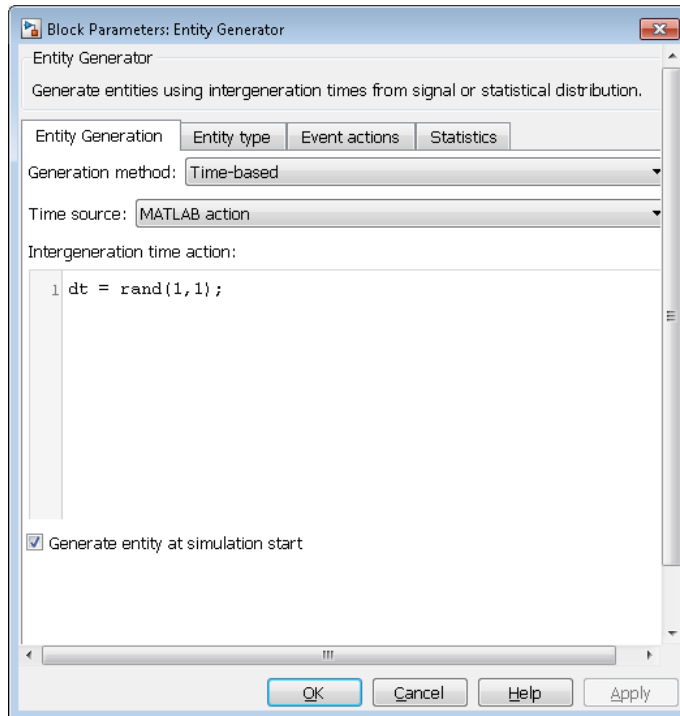 Block Parameters: Entity Generator
Entity Generator
Generate entities using intergeneration times from signal or statistical distribution.
Entity Generation Entity type Event actions Statistics
Generation method: Time-based
Time source: MATLAB action
Intergeneration time action:
1 dt = rand(1,1);
Generate entity at simulation start
OK Cancel Help Apply